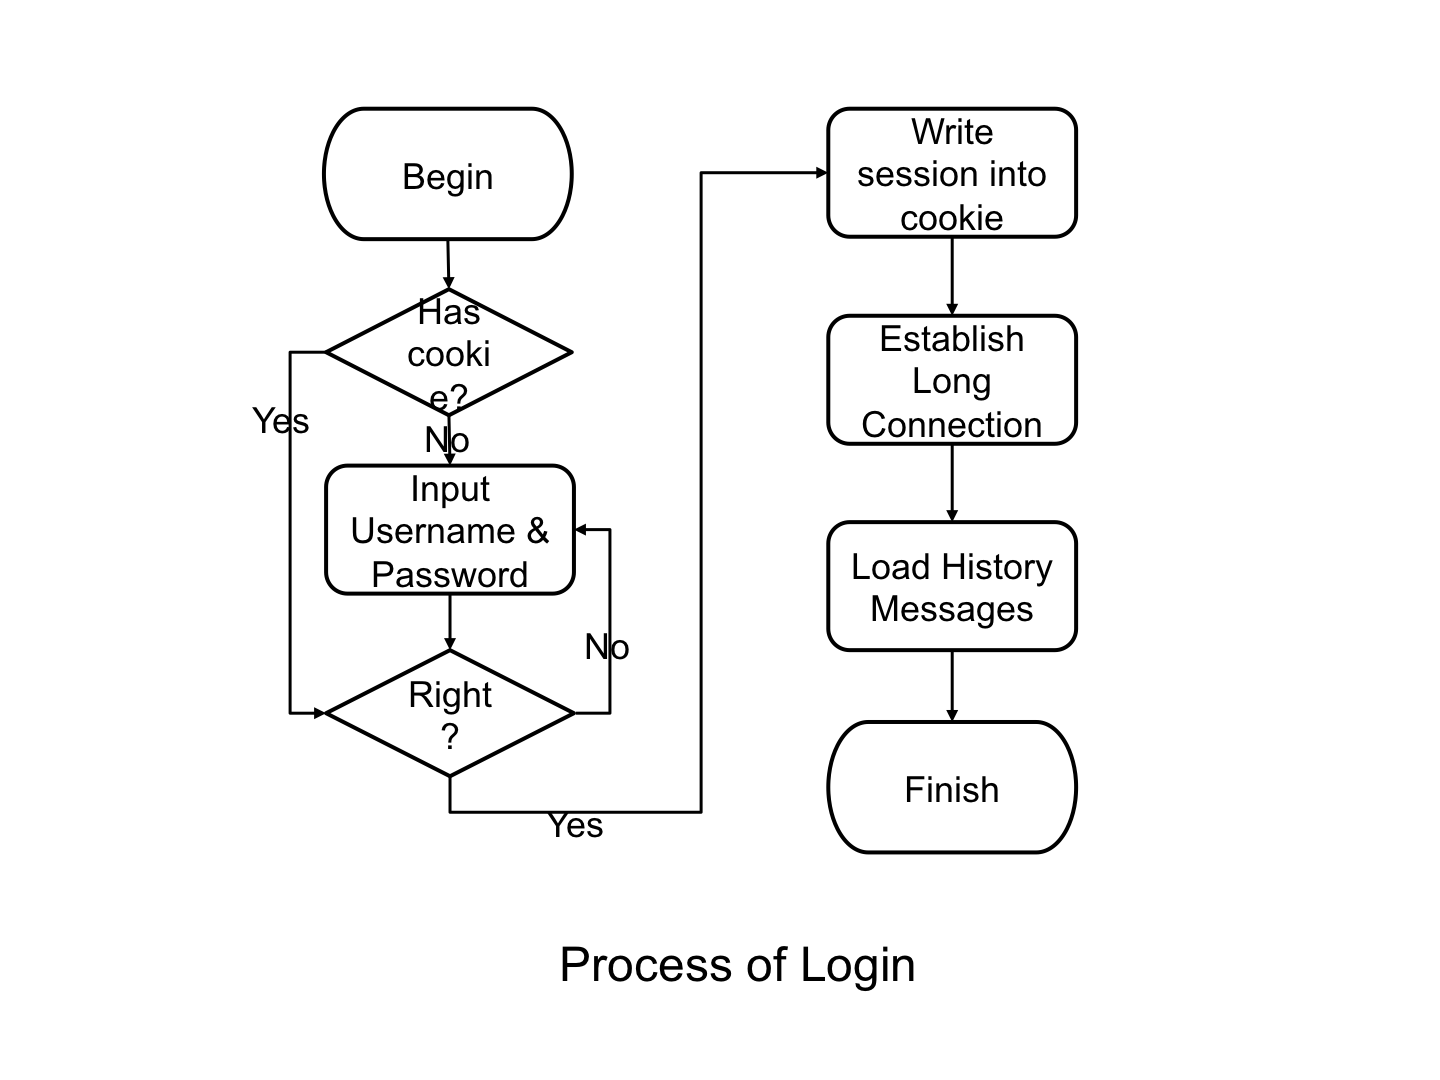 Begin
Has
cooki
e?
Yes
No
Input
Username &
Password
No
Right
?
Yes
Write
session into
cookie
Establish
Long
Connection
Load History
Messages
Finish
Process of Login